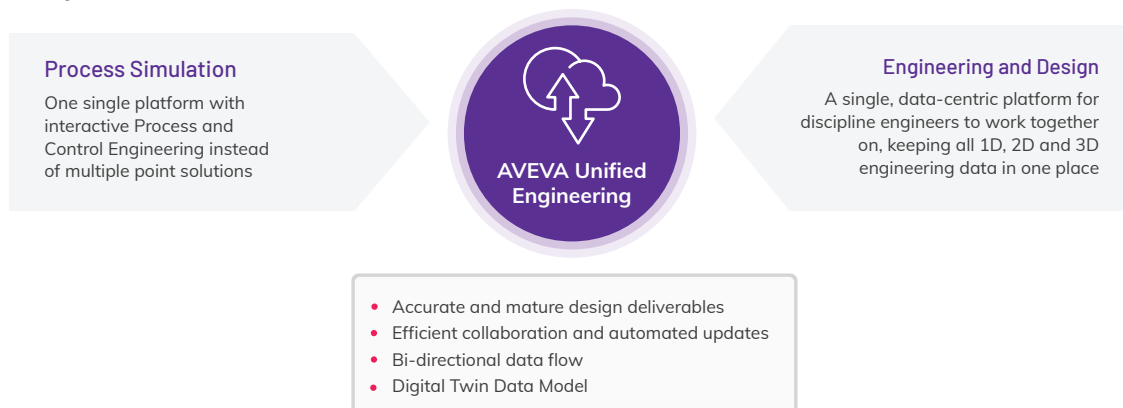 Process Simulation
One single platform with
interactive Process and
Control Engineering instead
of multiple point solutions
AVEVA Unified
Engineering
Engineering and Design
A single, data-centric platform for
discipline engineers to work together
on, keeping all 1D, 2D and 3D
engineering data in one place
• Accurate and mature design deliverables
• Efficient collaboration and automated updates
• Bi-directional data flow
• Digital Twin Data Model